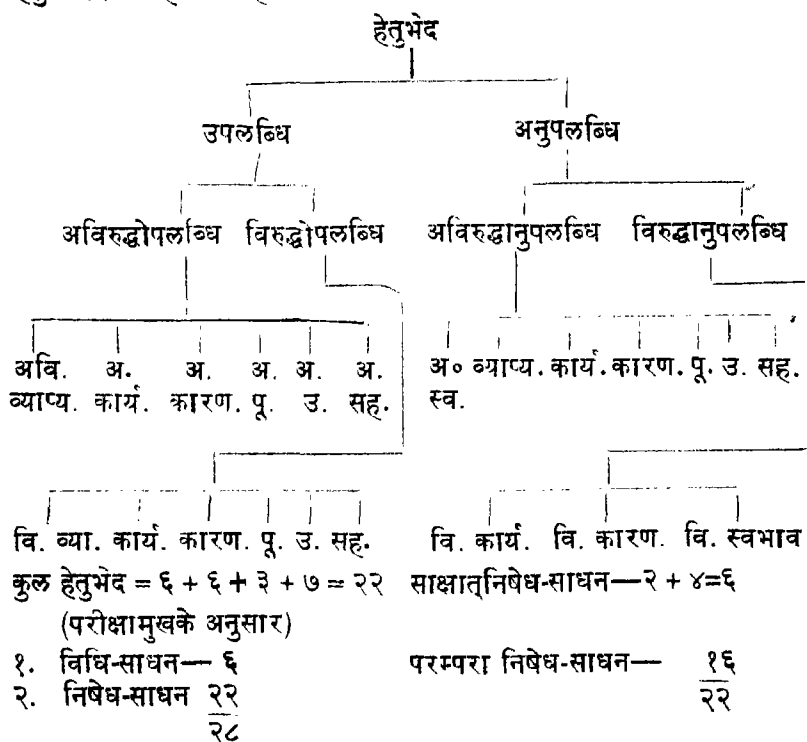 हेतुभेद
उपलब्धि अनुपलब्धि
अविरुद्धोपलब्धि विरुद्धोपलब्धि अविरुद्धानुपलब्धि विरुद्धानुपलब्धि
अवि. अ. अ. अ. अ. अ. अ० व्याप्य. कार्य. कारण. पू. उ. सह.
व्याप्य. कार्य. कारण. पू. उ. सह. स्व.
वि. व्या. कार्य. कारण. पू. उ. सह. वि. कार्य. वि. कारण. वि. स्वभाव
कुल हेतुभेद = ६ + ६ + ३ + ७ = २२ साक्षात्निषेध-साधन—२ + ४=६
(परीक्षामुखके अनुसार)
१. विधि-साधन— ६ परम्परा निषेध-साधन— १६
२. निषेध-साधन २२ २२
२८